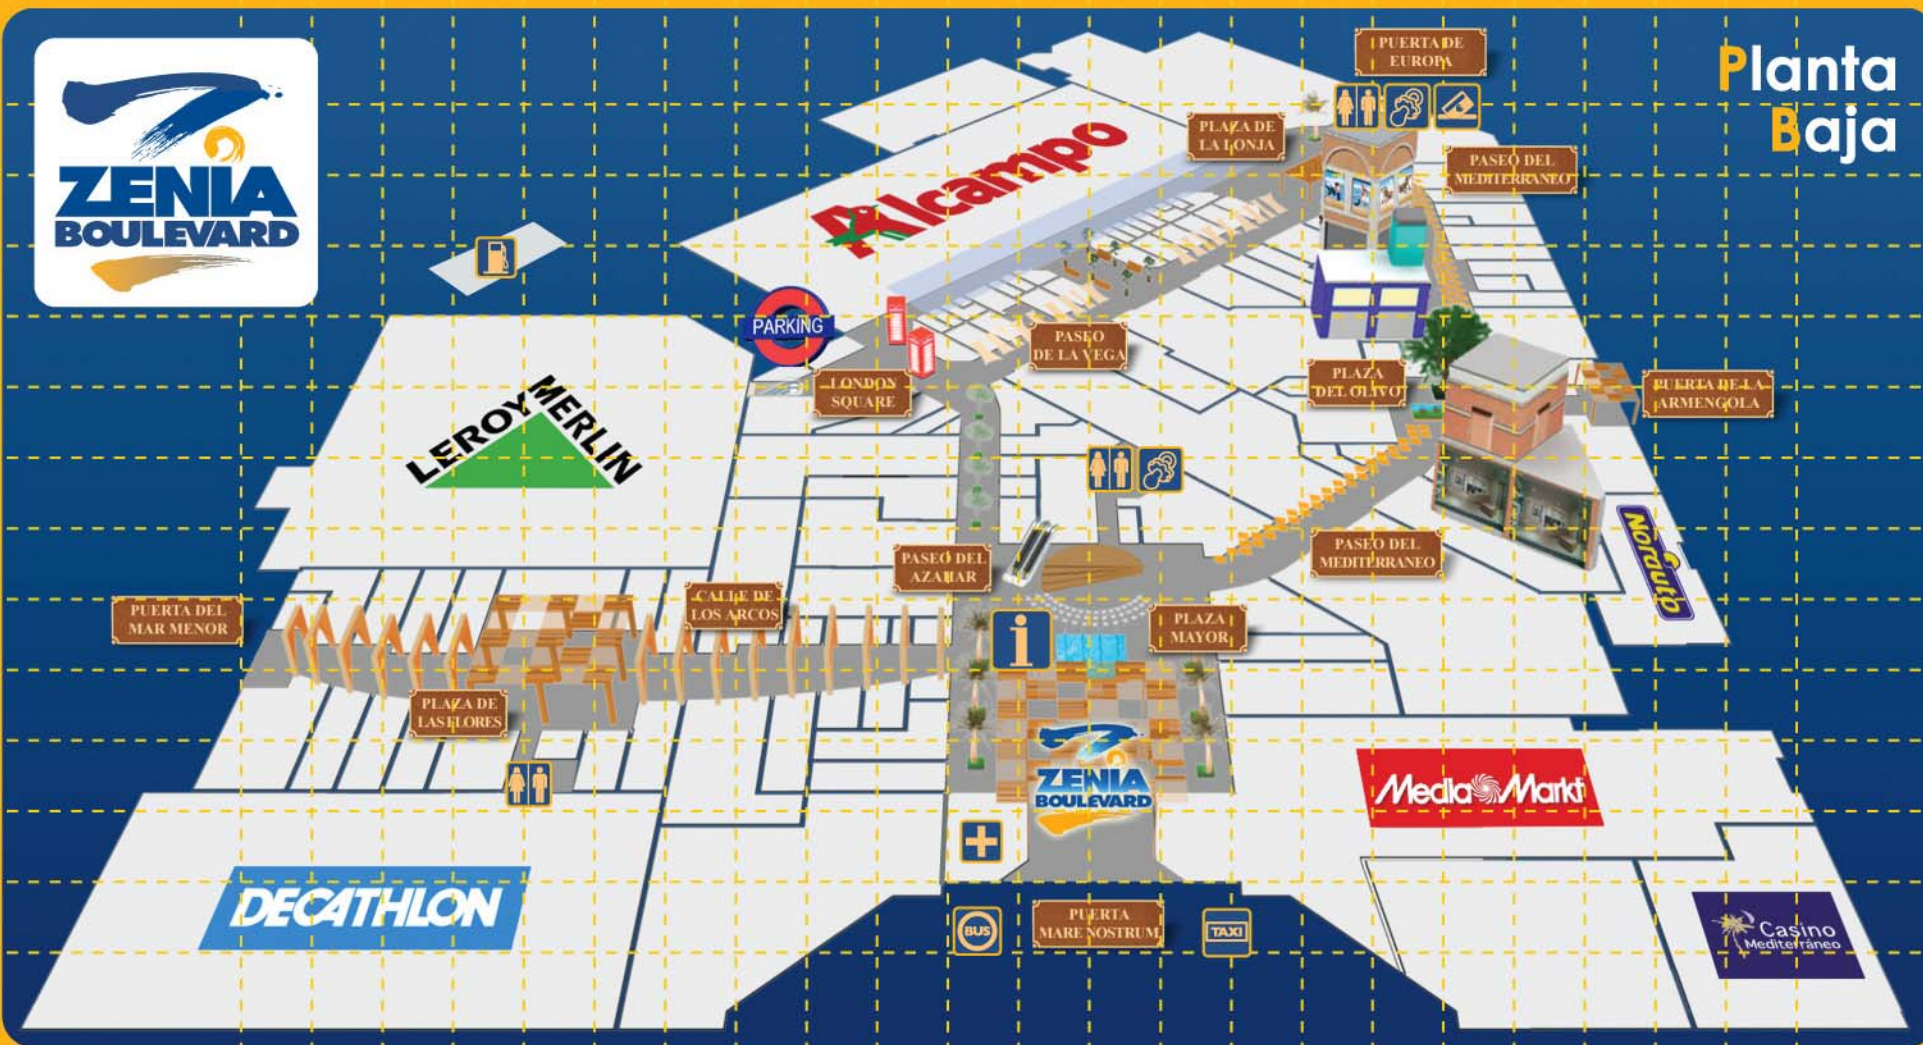 ZENIA
BOULEVARD
Planta
Baja
PUERTA DE
EUROPA
PLAZA DE
LA LONJA
PASEO DEL
MEDITERRANEO
Alcampo
PARKING
LONDON
SQUARE
PASEO
DE LA VEGA
PLAZA
DEL OLIVO
PUERTA DE LA
ARMENGOLA
LEROY MERLIN
PASEO DEL
AZAHAR
PASEO DEL
MEDITERRANEO
Norauto
PUERTA DEL
MAR MENOR
CALLE DE
LOS ARCOS
i
PLAZA
MAYOR
PLAZA DE
LAS FLORES
ZENIA
BOULEVARD
Media Markt
DECATHLON
BUS
PUERTA
MARE NOSTRUM
TAXI
Casino
Mediterráneo